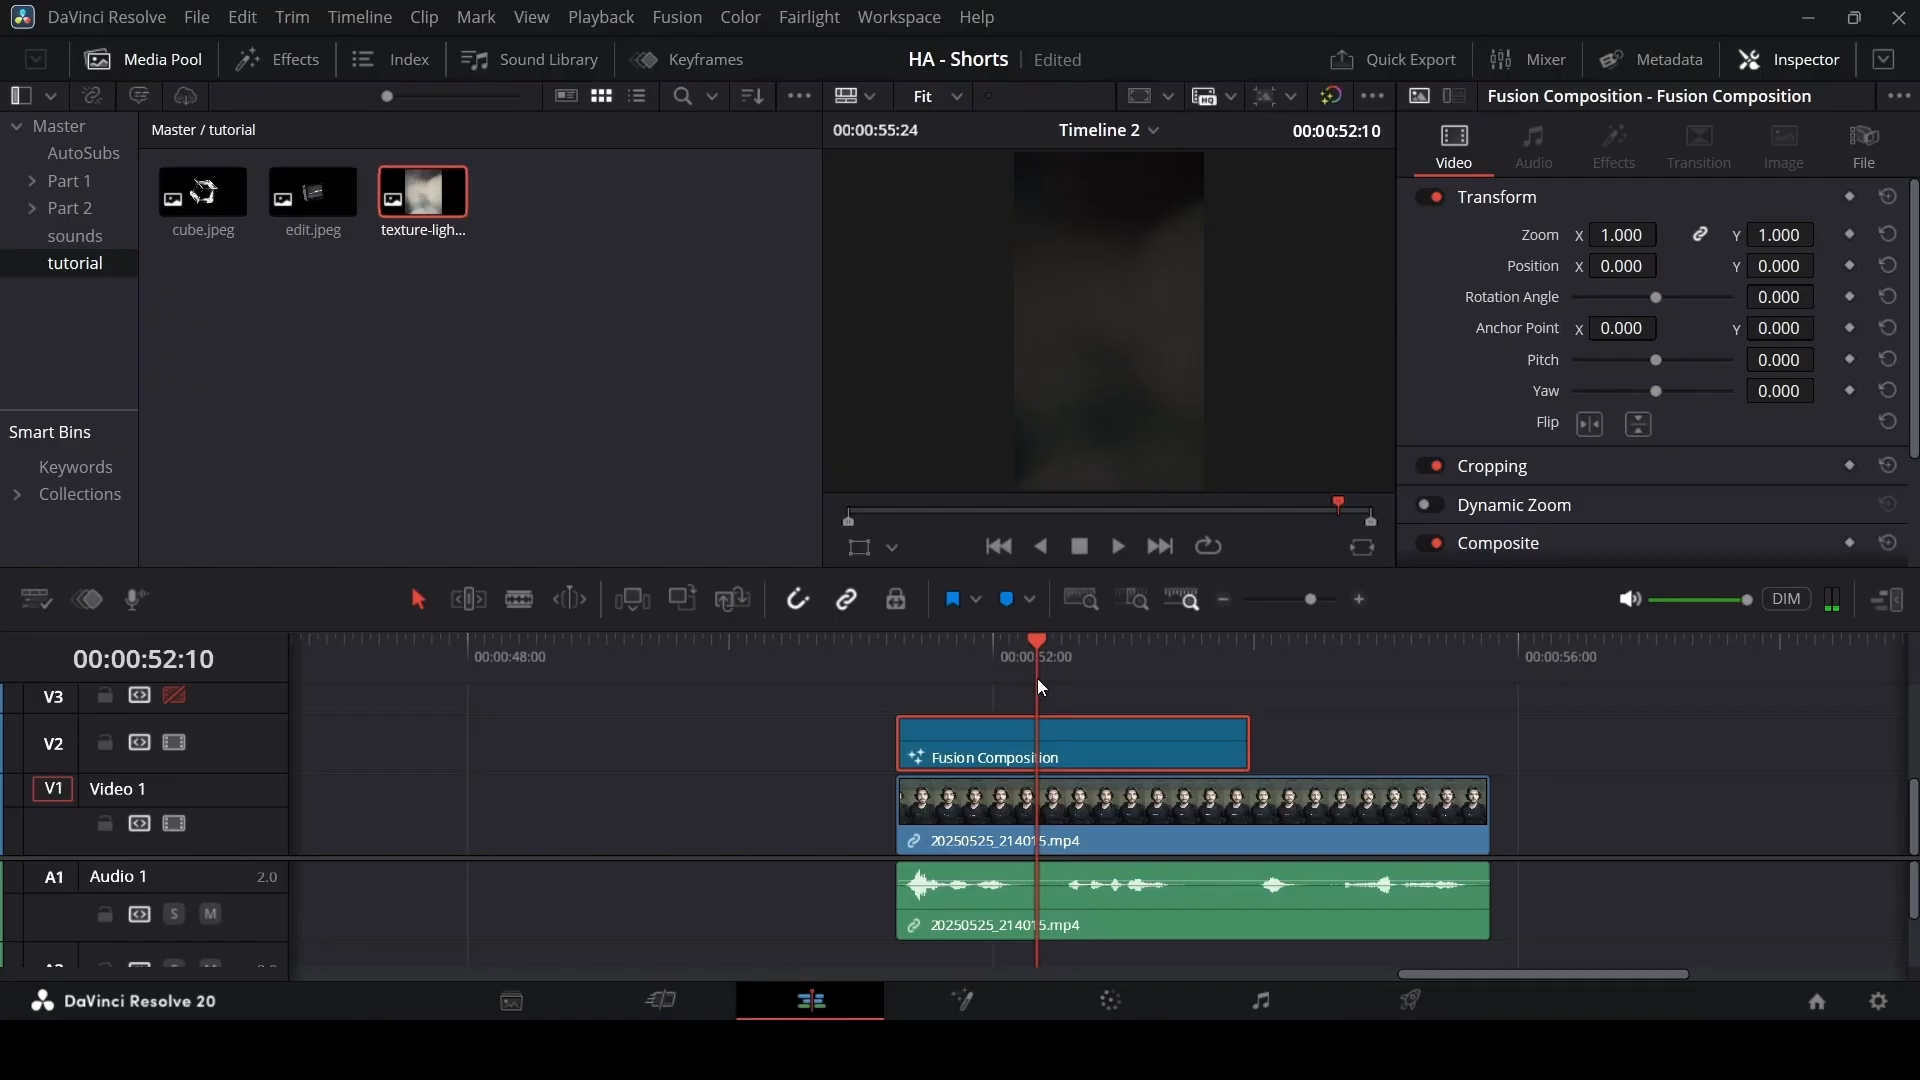 DaVinci Resolve File Edit Trim Timeline Clip Mark View Playback Fusion Color Fairlight Workspace Help
Media Pool Effects Index Sound Library Keyframes HA - Shorts Edited Quick Export Mixer Metadata Inspector
Fit Fusion Composition - Fusion Composition
Master
AutoSubs
Part 1
Part 2
sounds
tutorial
Smart Bins
Keywords
Collections
Master / tutorial
cube.jpeg edit.jpeg texture-ligh...
00:00:55:24 Timeline 2 00:00:52:10
Video Audio Effects Transition Image File
Transform
Zoom X 1.000 Y 1.000
Position X 0.000 Y 0.000
Rotation Angle 0.000
Anchor Point X 0.000 Y 0.000
Pitch 0.000
Yaw 0.000
Flip
Cropping
Dynamic Zoom
Composite
DIM
00:00:52:10 00:00:48:00 00:00:52:00 00:00:56:00
V3
V2
Fusion Composition
V1 Video 1
20250525_214015.mp4
A1 Audio 1 2.0
S M
20250525_214015.mp4
DaVinci Resolve 20